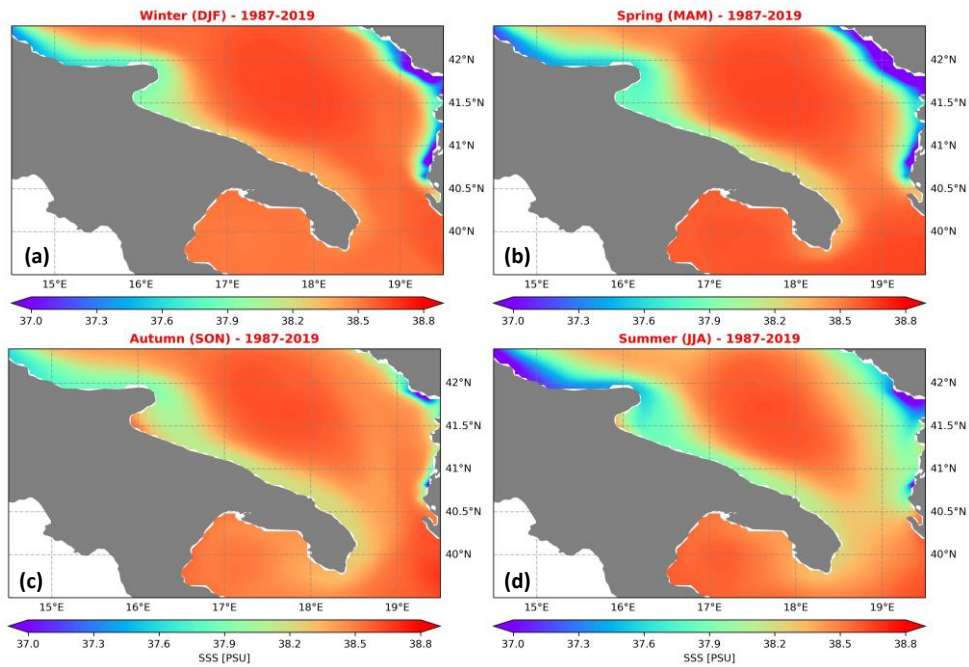 Winter (DJF) - 1987-2019
42°N
41.5°N
41°N
40.5°N
40°N
(a)
15°E 16°E 17°E 18°E 19°E
37.0 37.3 37.6 37.9 38.2 38.5 38.8
Spring (MAM) - 1987-2019
42°N
41.5°N
41°N
40.5°N
40°N
(b)
15°E 16°E 17°E 18°E 19°E
37.0 37.3 37.6 37.9 38.2 38.5 38.8
Autumn (SON) - 1987-2019
42°N
41.5°N
41°N
40.5°N
40°N
(c)
15°E 16°E 17°E 18°E 19°E
37.0 37.3 37.6 37.9 38.2 38.5 38.8
SSS [PSU]
Summer (JJA) - 1987-2019
42°N
41.5°N
41°N
40.5°N
40°N
(d)
15°E 16°E 17°E 18°E 19°E
37.0 37.3 37.6 37.9 38.2 38.5 38.8
SSS [PSU]